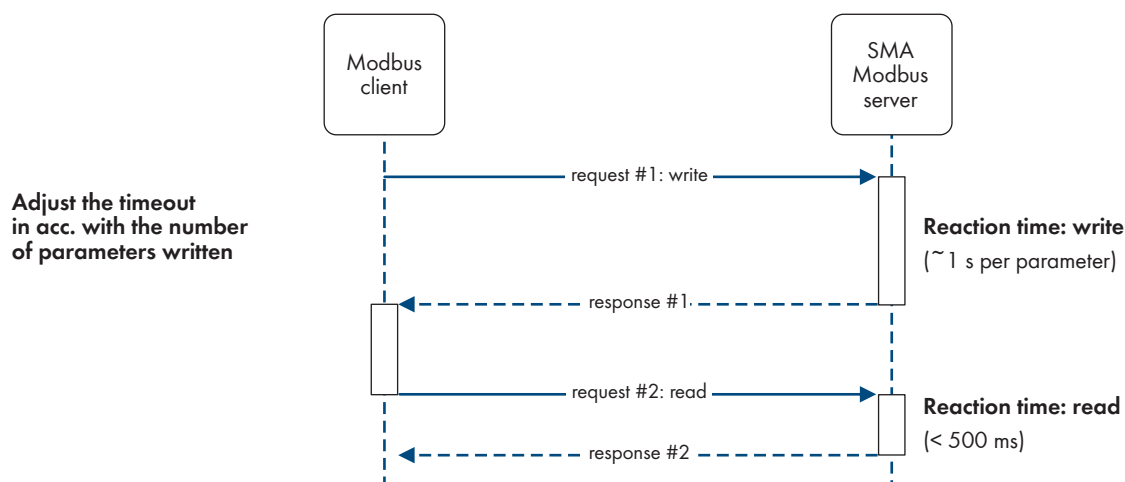 Modbus
client
SMA
Modbus
server
request #1: write
Adjust the timeout
in acc. with the number
of parameters written
Reaction time: write
(~1 s per parameter)
response #1
request #2: read
Reaction time: read
(< 500 ms)
response #2